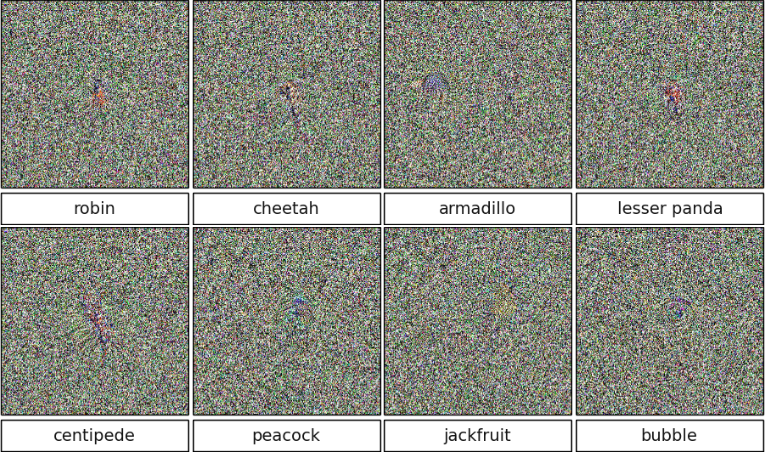 robin
cheetah
armadillo
lesser panda
centipede
peacock
jackfruit
bubble